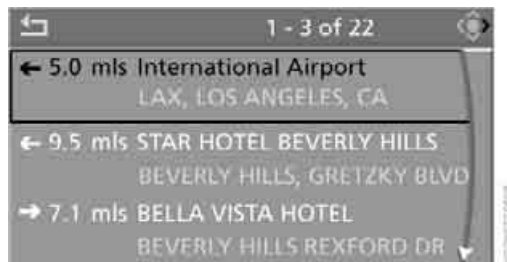 1 - 3 of 22
← 5.0 mls International Airport
LAX, LOS ANGELES, CA
← 9.5 mls STAR HOTEL BEVERLY HILLS
BEVERLY HILLS, GRETZKY BLVD
→ 7.1 mls BELLA VISTA HOTEL
BEVERLY HILLS REXFORD DR